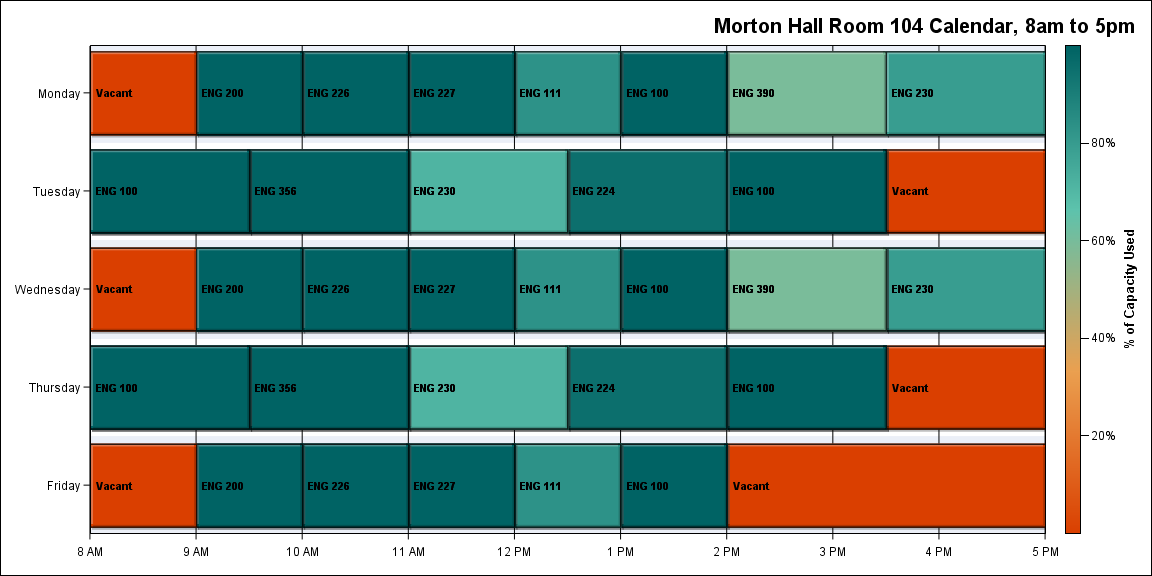 Morton Hall Room 104 Calendar, 8am to 5pm
Monday
Vacant
ENG 200
ENG 226
ENG 227
ENG 111
ENG 100
ENG 390
ENG 230
Tuesday
ENG 100
ENG 356
ENG 230
ENG 224
ENG 100
Vacant
Wednesday
Vacant
ENG 200
ENG 226
ENG 227
ENG 111
ENG 100
ENG 390
ENG 230
Thursday
ENG 100
ENG 356
ENG 230
ENG 224
ENG 100
Vacant
Friday
Vacant
ENG 200
ENG 226
ENG 227
ENG 111
ENG 100
Vacant
8 AM
9 AM
10 AM
11 AM
12 PM
1 PM
2 PM
3 PM
4 PM
5 PM
80%
60%
40%
20%
% of Capacity Used